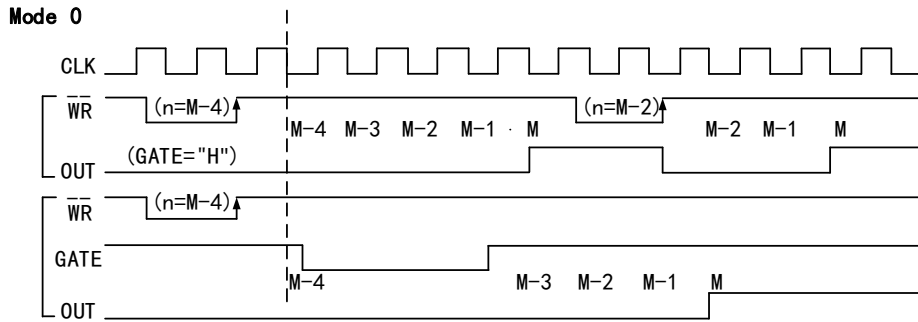 Mode 0
CLK
WR (n=M-4) (n=M-2)
M-4 M-3 M-2 M-1 · M M-2 M-1 M
(GATE="H")
OUT
WR (n=M-4)
GATE
M-4 M-3 M-2 M-1 M
OUT